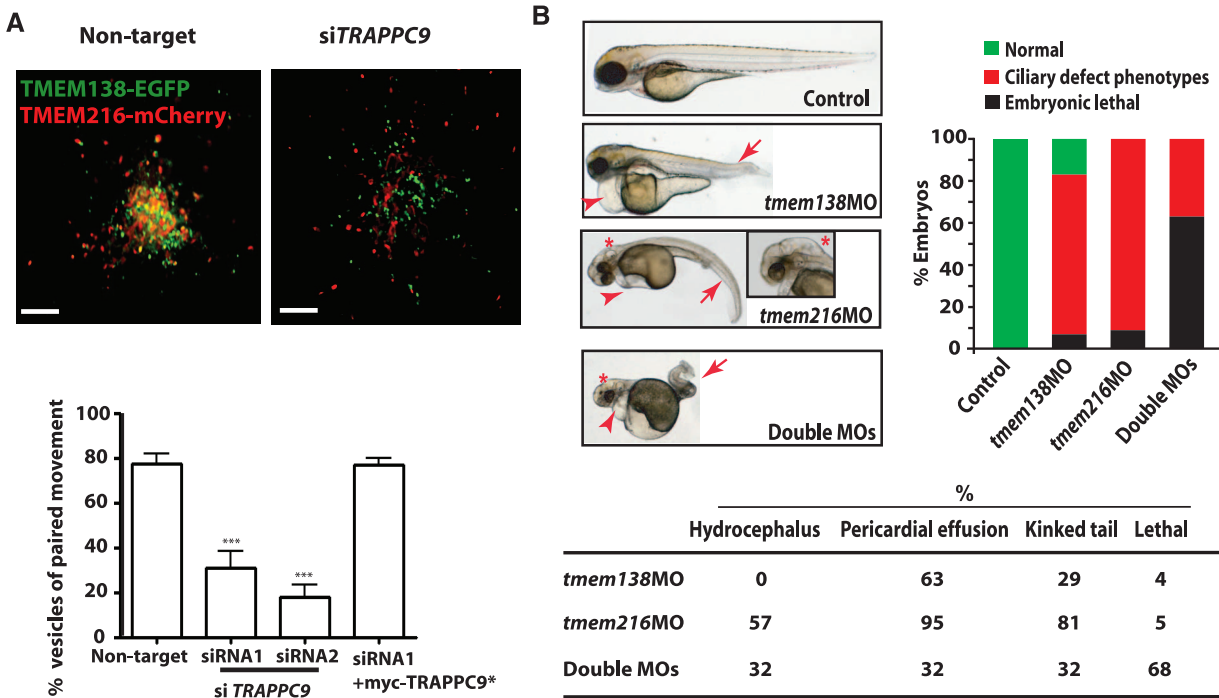 A
Non-target
siTRAPPC9
TMEM138-EGFP
TMEM216-mCherry
% vesicles of paired movement
100
80
60
40
20
0
***
***
Non-target
siRNA1
siRNA2
siRNA1
+myc-TRAPPC9*
si TRAPPC9
B
Control
tmem138MO
*
*
tmem216MO
*
Double MOs
Normal
Ciliary defect phenotypes
Embryonic lethal
% Embryos
100
80
60
40
20
0
Control
tmem138MO
tmem216MO
Double MOs
%
Hydrocephalus Pericardial effusion Kinked tail Lethal
tmem138MO 0 63 29 4
tmem216MO 57 95 81 5
Double MOs 32 32 32 68